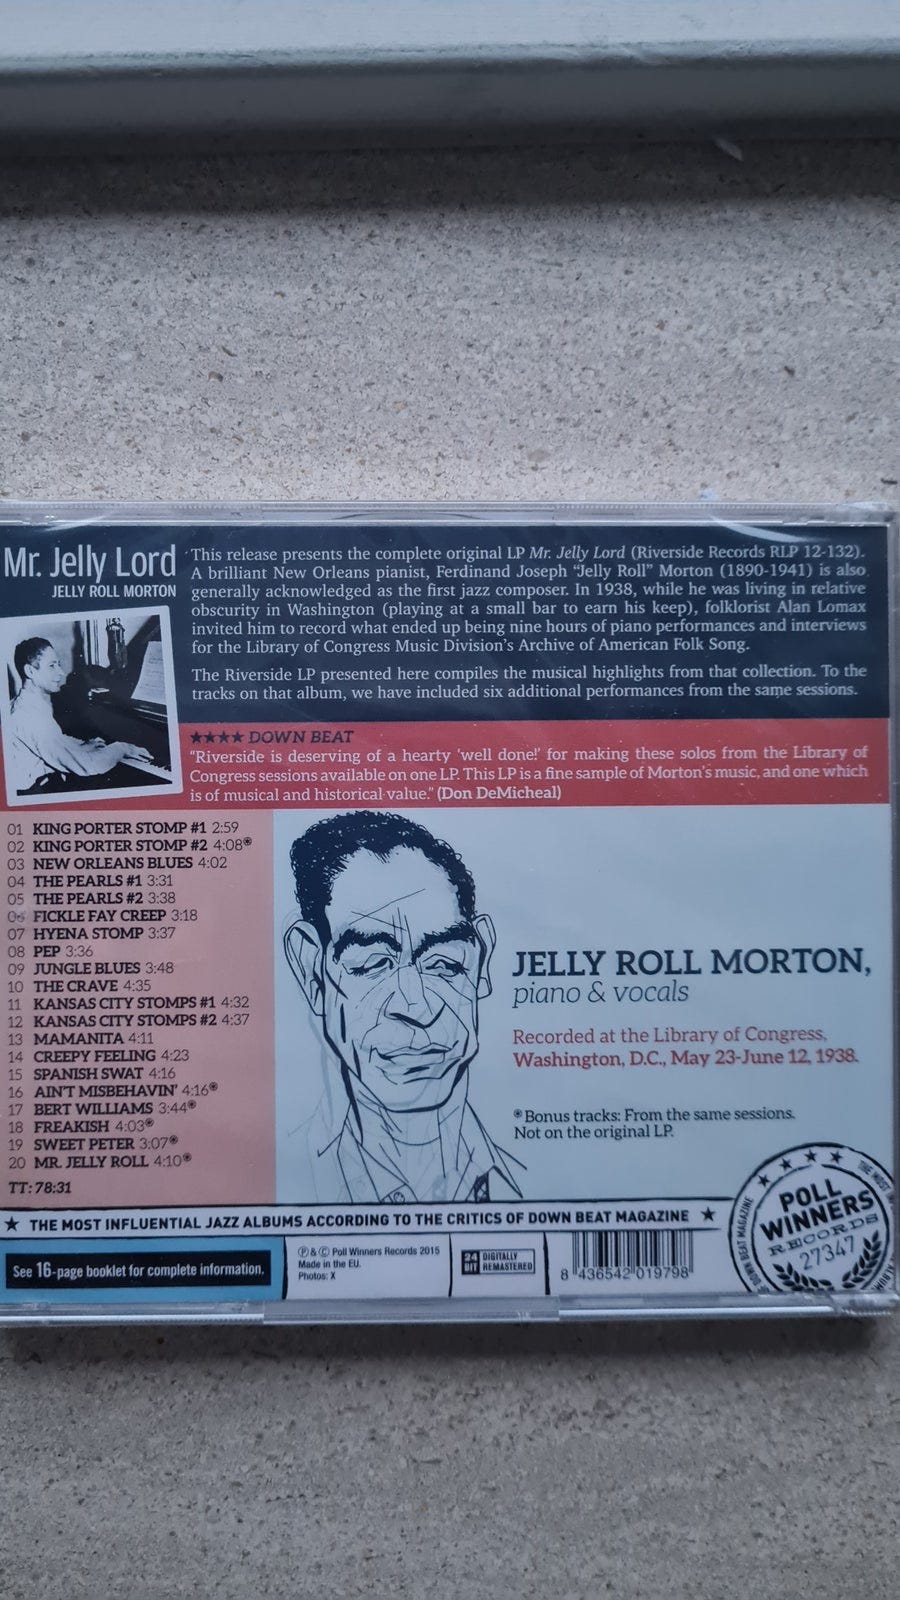 Mr. Jelly Lord
JELLY ROLL MORTON
This release presents the complete original LP Mr. Jelly Lord (Riverside Records RLP 12-132).
A brilliant New Orleans pianist, Ferdinand Joseph “Jelly Roll” Morton (1890-1941) is also
generally acknowledged as the first jazz composer. In 1938, while he was living in relative
obscurity in Washington (playing at a small bar to earn his keep), folklorist Alan Lomax
invited him to record what ended up being nine hours of piano performances and interviews
for the Library of Congress Music Division's Archive of American Folk Song.
The Riverside LP presented here compiles the musical highlights from that collection. To the
tracks on that album, we have included six additional performances from the same sessions.
★★★★ DOWN BEAT
“Riverside is deserving of a hearty ‘well done!’ for making these solos from the Library of
Congress sessions available on one LP. This LP is a fine sample of Morton's music, and one which
is of musical and historical value.” (Don DeMicheal)
01 KING PORTER STOMP #1 2:59
02 KING PORTER STOMP #2 4:08*
03 NEW ORLEANS BLUES 4:02
04 THE PEARLS #1 3:31
05 THE PEARLS #2 3:38
06 FICKLE FAY CREEP 3:18
07 HYENA STOMP 3:37
08 PEP 3:36
09 JUNGLE BLUES 3:48
10 THE CRAVE 4:35
11 KANSAS CITY STOMPS #1 4:32
12 KANSAS CITY STOMPS #2 4:37
13 MAMANITA 4:11
14 CREEPY FEELING 4:23
15 SPANISH SWAT 4:16
16 AIN'T MISBEHAVIN' 4:16*
17 BERT WILLIAMS 3:44*
18 FREAKISH 4:03*
19 SWEET PETER 3:07*
20 MR. JELLY ROLL 4:10*
TT: 78:31
JELLY ROLL MORTON,
piano & vocals
Recorded at the Library of Congress,
Washington, D.C., May 23-June 12, 1938.
*Bonus tracks: From the same sessions.
Not on the original LP.
★ THE MOST INFLUENTIAL JAZZ ALBUMS ACCORDING TO THE CRITICS OF DOWN BEAT MAGAZINE ★
See 16-page booklet for complete information.
℗ & © Poll Winners Records 2015
Made in the EU.
Photos: X
24 BIT DIGITALLY REMASTERED
8 436542 019798
POLL
WINNERS
RECORDS
27347
DOWN BEAT MAGAZINE